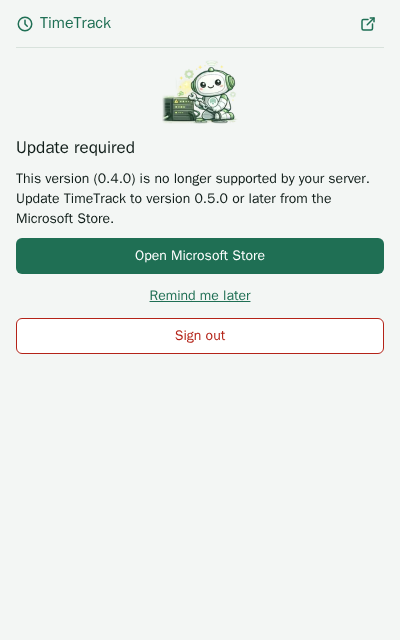 TimeTrack
Update required
This version (0.4.0) is no longer supported by your server.
Update TimeTrack to version 0.5.0 or later from the
Microsoft Store.
Open Microsoft Store
Remind me later
Sign out